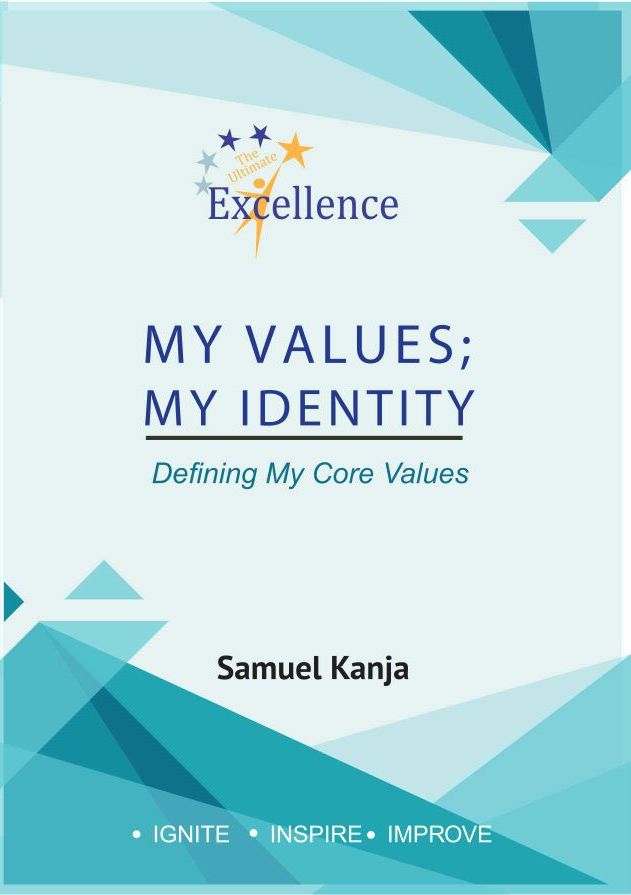 The
Ultimate
Excellence
MY VALUES;
MY IDENTITY
Defining My Core Values
Samuel Kanja
• IGNITE • INSPIRE • IMPROVE